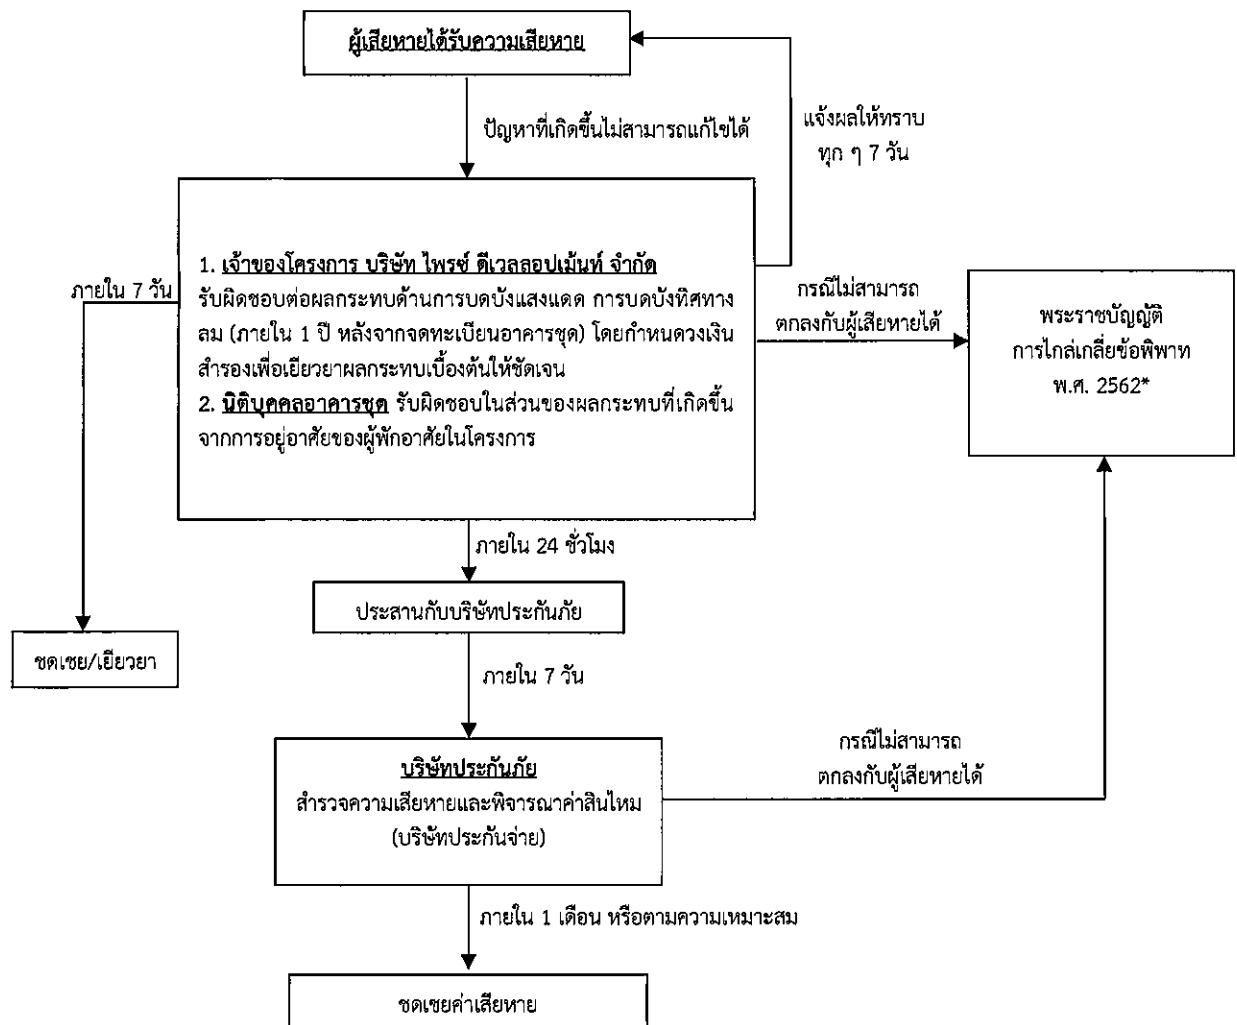 ผู้เสียหายได้รับความเสียหาย
ปัญหาที่เกิดขึ้นไม่สามารถแก้ไขได้
แจ้งผลให้ทราบ
ทุก ๆ 7 วัน
1. เจ้าของโครงการ บริษัท ไพรซ์ ดีเวลลอปเม้นท์ จำกัด
รับผิดชอบต่อผลกระทบด้านการบดบังแสงแดด การบดบังทิศทาง
ลม (ภายใน 1 ปี หลังจากจดทะเบียนอาคารชุด) โดยกำหนดวงเงิน
สำรองเพื่อเยียวยาผลกระทบเบื้องต้นให้ชัดเจน
2. นิติบุคคลอาคารชุด รับผิดชอบในส่วนของผลกระทบที่เกิดขึ้น
จากการอยู่อาศัยของผู้พักอาศัยในโครงการ
ภายใน 7 วัน
กรณีไม่สามารถ
ตกลงกับผู้เสียหายได้
พระราชบัญญัติ
การไกล่เกลี่ยข้อพิพาท
พ.ศ. 2562*
ภายใน 24 ชั่วโมง
ประสานกับบริษัทประกันภัย
ชดเชย/เยียวยา
ภายใน 7 วัน
บริษัทประกันภัย
สำรวจความเสียหายและพิจารณาค่าสินไหม
(บริษัทประกันจ่าย)
กรณีไม่สามารถ
ตกลงกับผู้เสียหายได้
ภายใน 1 เดือน หรือตามความเหมาะสม
ชดเชยค่าเสียหาย